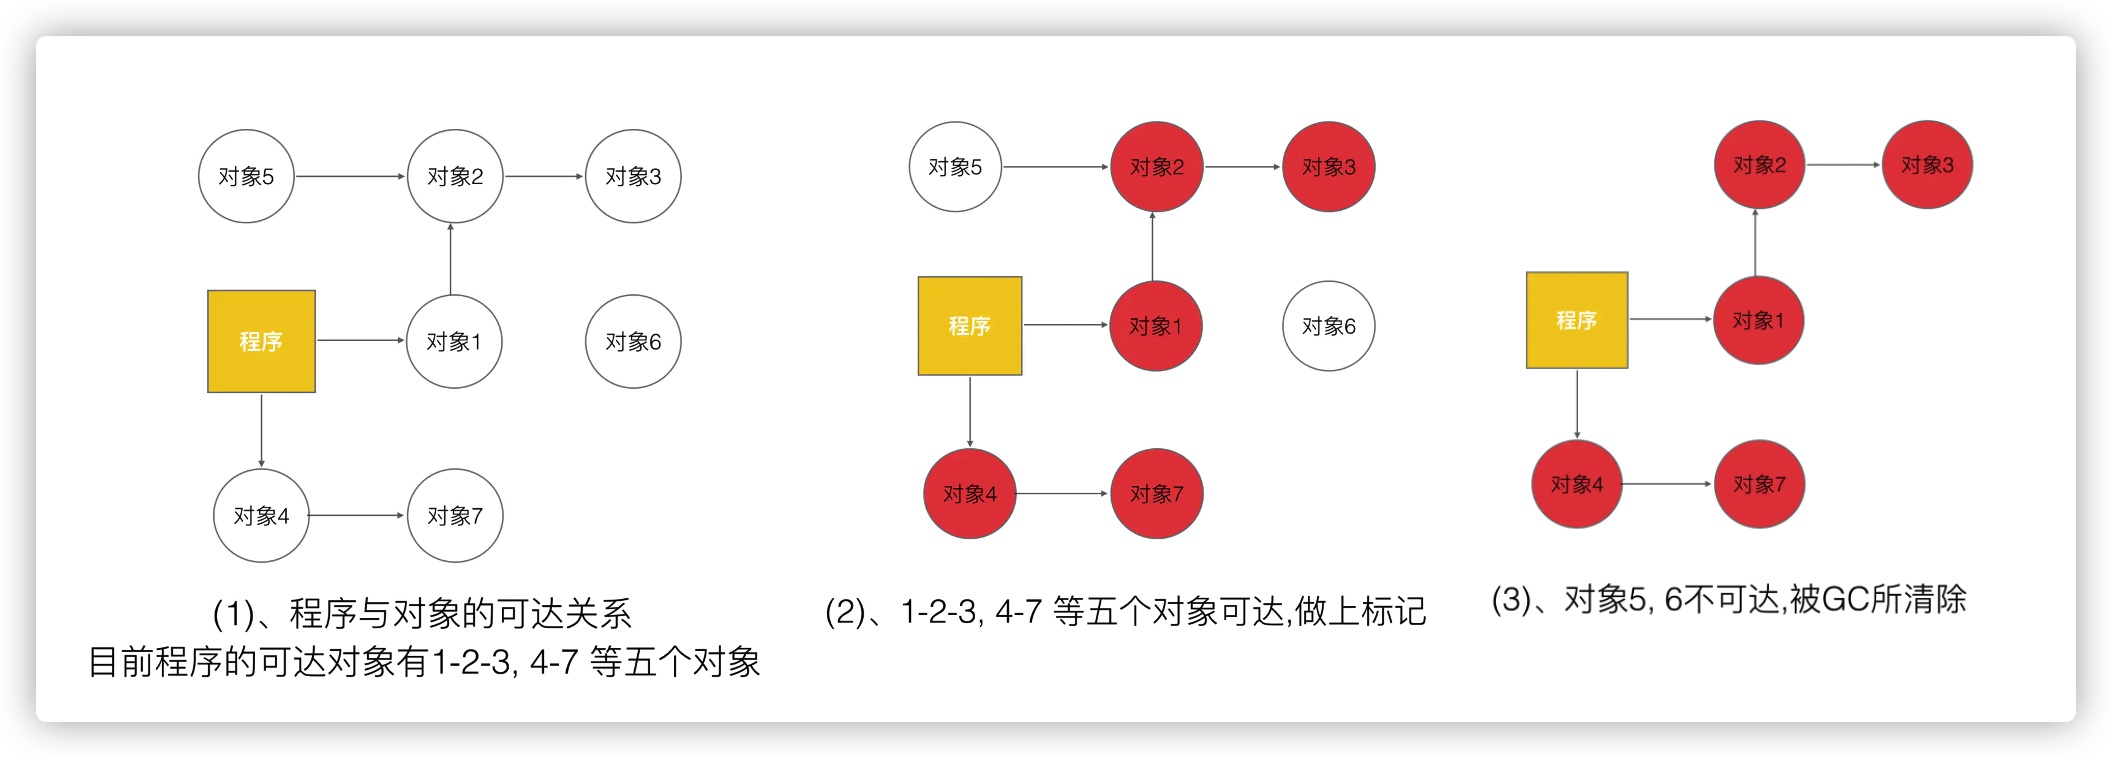 对象5
对象2
对象3
程序
对象1
对象6
对象4
对象7
(1)、程序与对象的可达关系
目前程序的可达对象有1-2-3, 4-7 等五个对象
对象5
对象2
对象3
程序
对象1
对象6
对象4
对象7
(2)、1-2-3, 4-7 等五个对象可达,做上标记
对象2
对象3
程序
对象1
对象4
对象7
(3)、对象5, 6不可达,被GC所清除